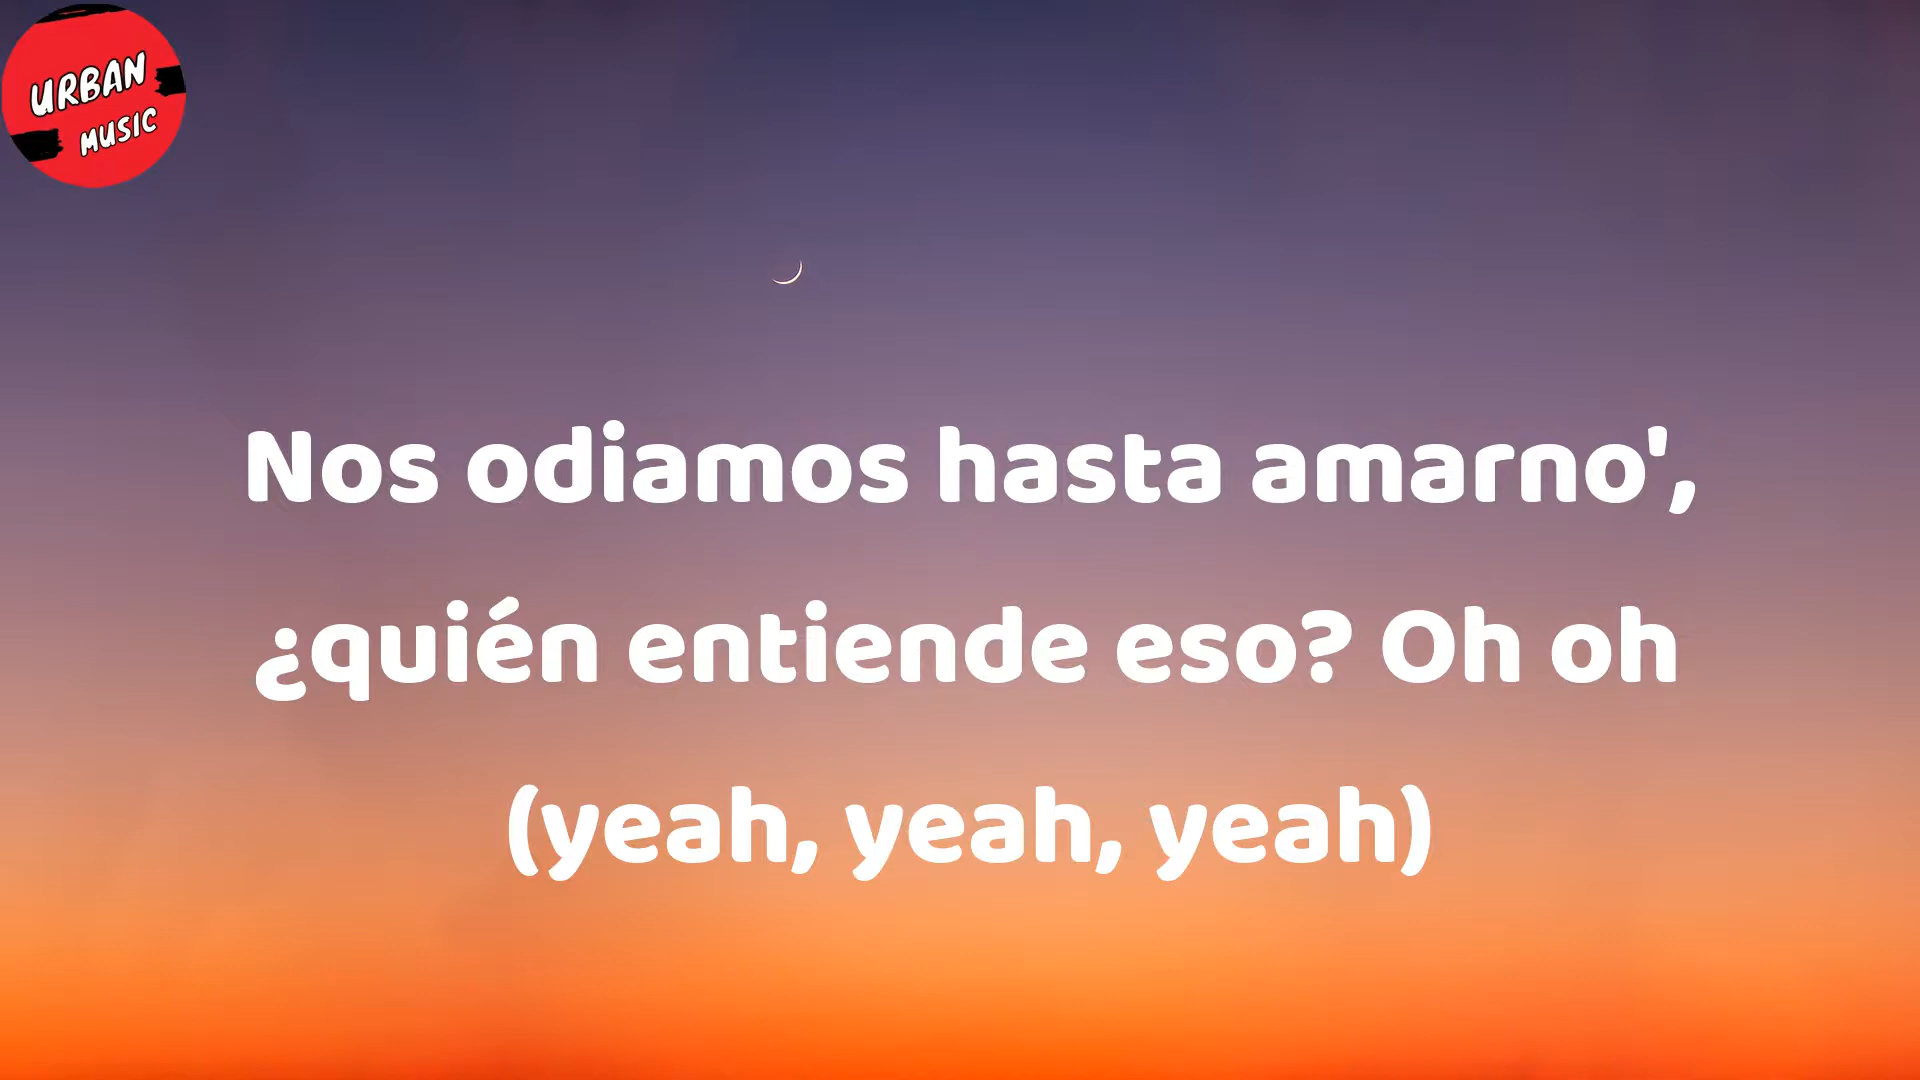 URBAN
MUSIC
Nos odiamos hasta amarno',
¿quién entiende eso? Oh oh
(yeah, yeah, yeah)